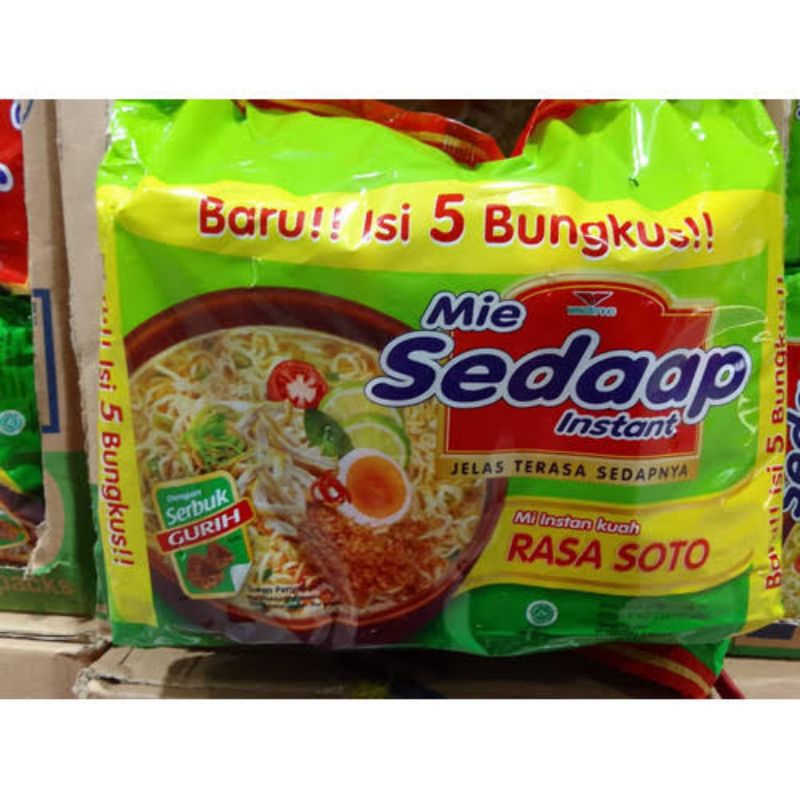 Baru!! Isi 5 Bungkus!!
Mie
Sedaap
Instant
JELAS TERASA SEDAPNYA
Mi Instan kuah
RASA SOTO
Dengan
Serbuk
GURIH
Isi 5 Bungkus!!
Baru!! isi 5 Bungkus!!
packs